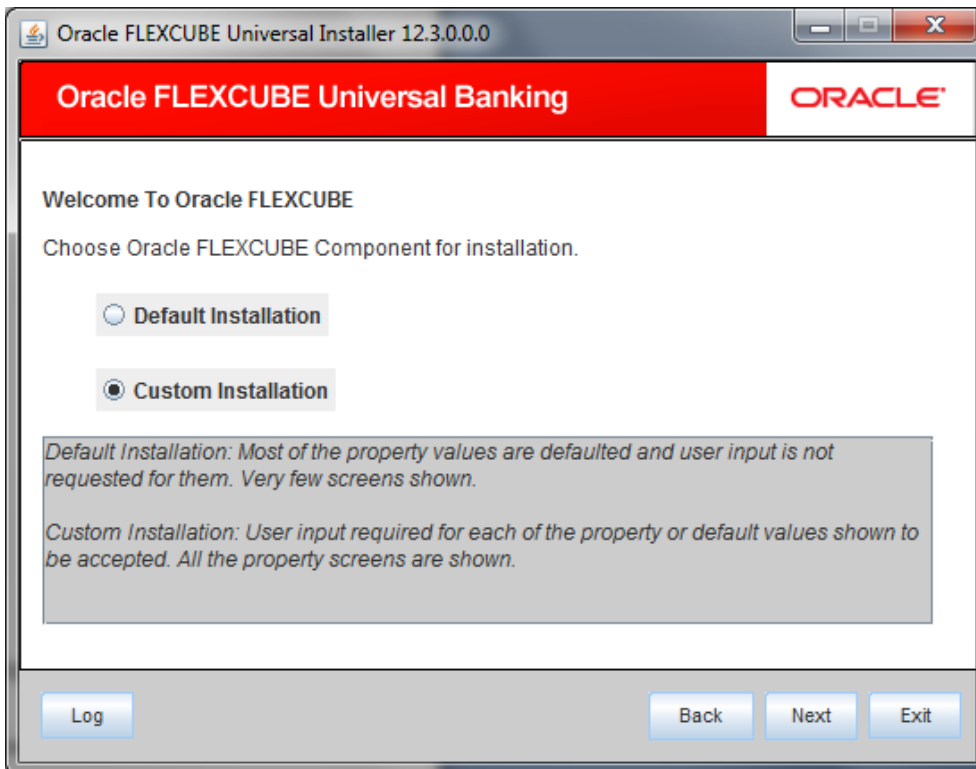 Oracle FLEXCUBE Universal Installer 12.3.0.0.0
Oracle FLEXCUBE Universal Banking
ORACLE
Welcome To Oracle FLEXCUBE
Choose Oracle FLEXCUBE Component for installation.
Default Installation
Custom Installation
Default Installation: Most of the property values are defaulted and user input is not
requested for them. Very few screens shown.
Custom Installation: User input required for each of the property or default values shown to
be accepted. All the property screens are shown.
Log
Back
Next
Exit